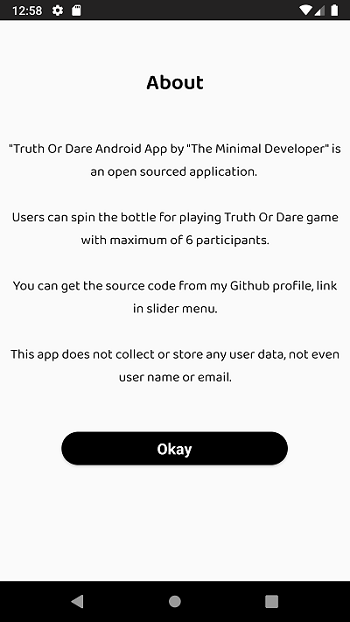 12:58
About
"Truth Or Dare Android App by "The Minimal Developer" is
an open sourced application.
Users can spin the bottle for playing Truth Or Dare game
with maximum of 6 participants.
You can get the source code from my Github profile, link
in slider menu.
This app does not collect or store any user data, not even
user name or email.
Okay